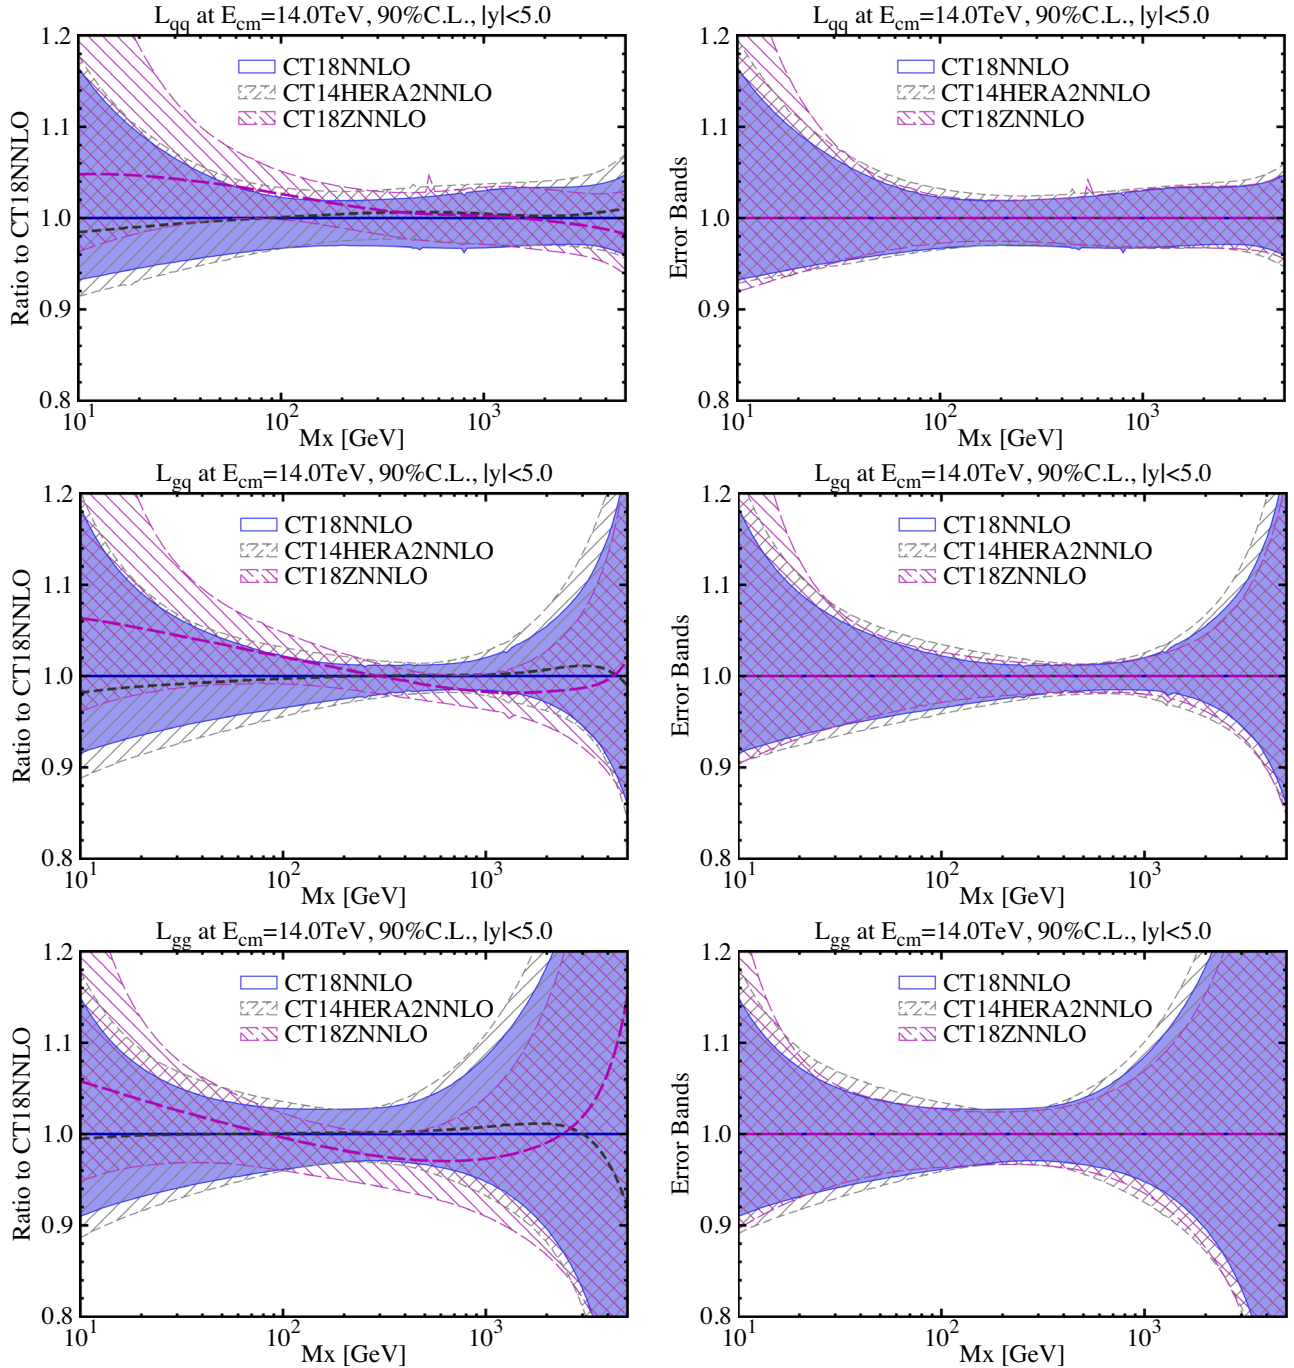 L_qq at E_cm=14.0TeV, 90%C.L., |y|<5.0
Ratio to CT18NNLO
1.2
1.1
1.0
0.9
0.8
CT18NNLO
CT14HERA2NNLO
CT18ZNNLO
10^1
10^2
10^3
Mx [GeV]
L_qq at E_cm=14.0TeV, 90%C.L., |y|<5.0
Error Bands
1.2
1.1
1.0
0.9
0.8
CT18NNLO
CT14HERA2NNLO
CT18ZNNLO
10^1
10^2
10^3
Mx [GeV]
L_gq at E_cm=14.0TeV, 90%C.L., |y|<5.0
Ratio to CT18NNLO
1.2
1.1
1.0
0.9
0.8
CT18NNLO
CT14HERA2NNLO
CT18ZNNLO
10^1
10^2
10^3
Mx [GeV]
L_gq at E_cm=14.0TeV, 90%C.L., |y|<5.0
Error Bands
1.2
1.1
1.0
0.9
0.8
CT18NNLO
CT14HERA2NNLO
CT18ZNNLO
10^1
10^2
10^3
Mx [GeV]
L_gg at E_cm=14.0TeV, 90%C.L., |y|<5.0
Ratio to CT18NNLO
1.2
1.1
1.0
0.9
0.8
CT18NNLO
CT14HERA2NNLO
CT18ZNNLO
10^1
10^2
10^3
Mx [GeV]
L_gg at E_cm=14.0TeV, 90%C.L., |y|<5.0
Error Bands
1.2
1.1
1.0
0.9
0.8
CT18NNLO
CT14HERA2NNLO
CT18ZNNLO
10^1
10^2
10^3
Mx [GeV]